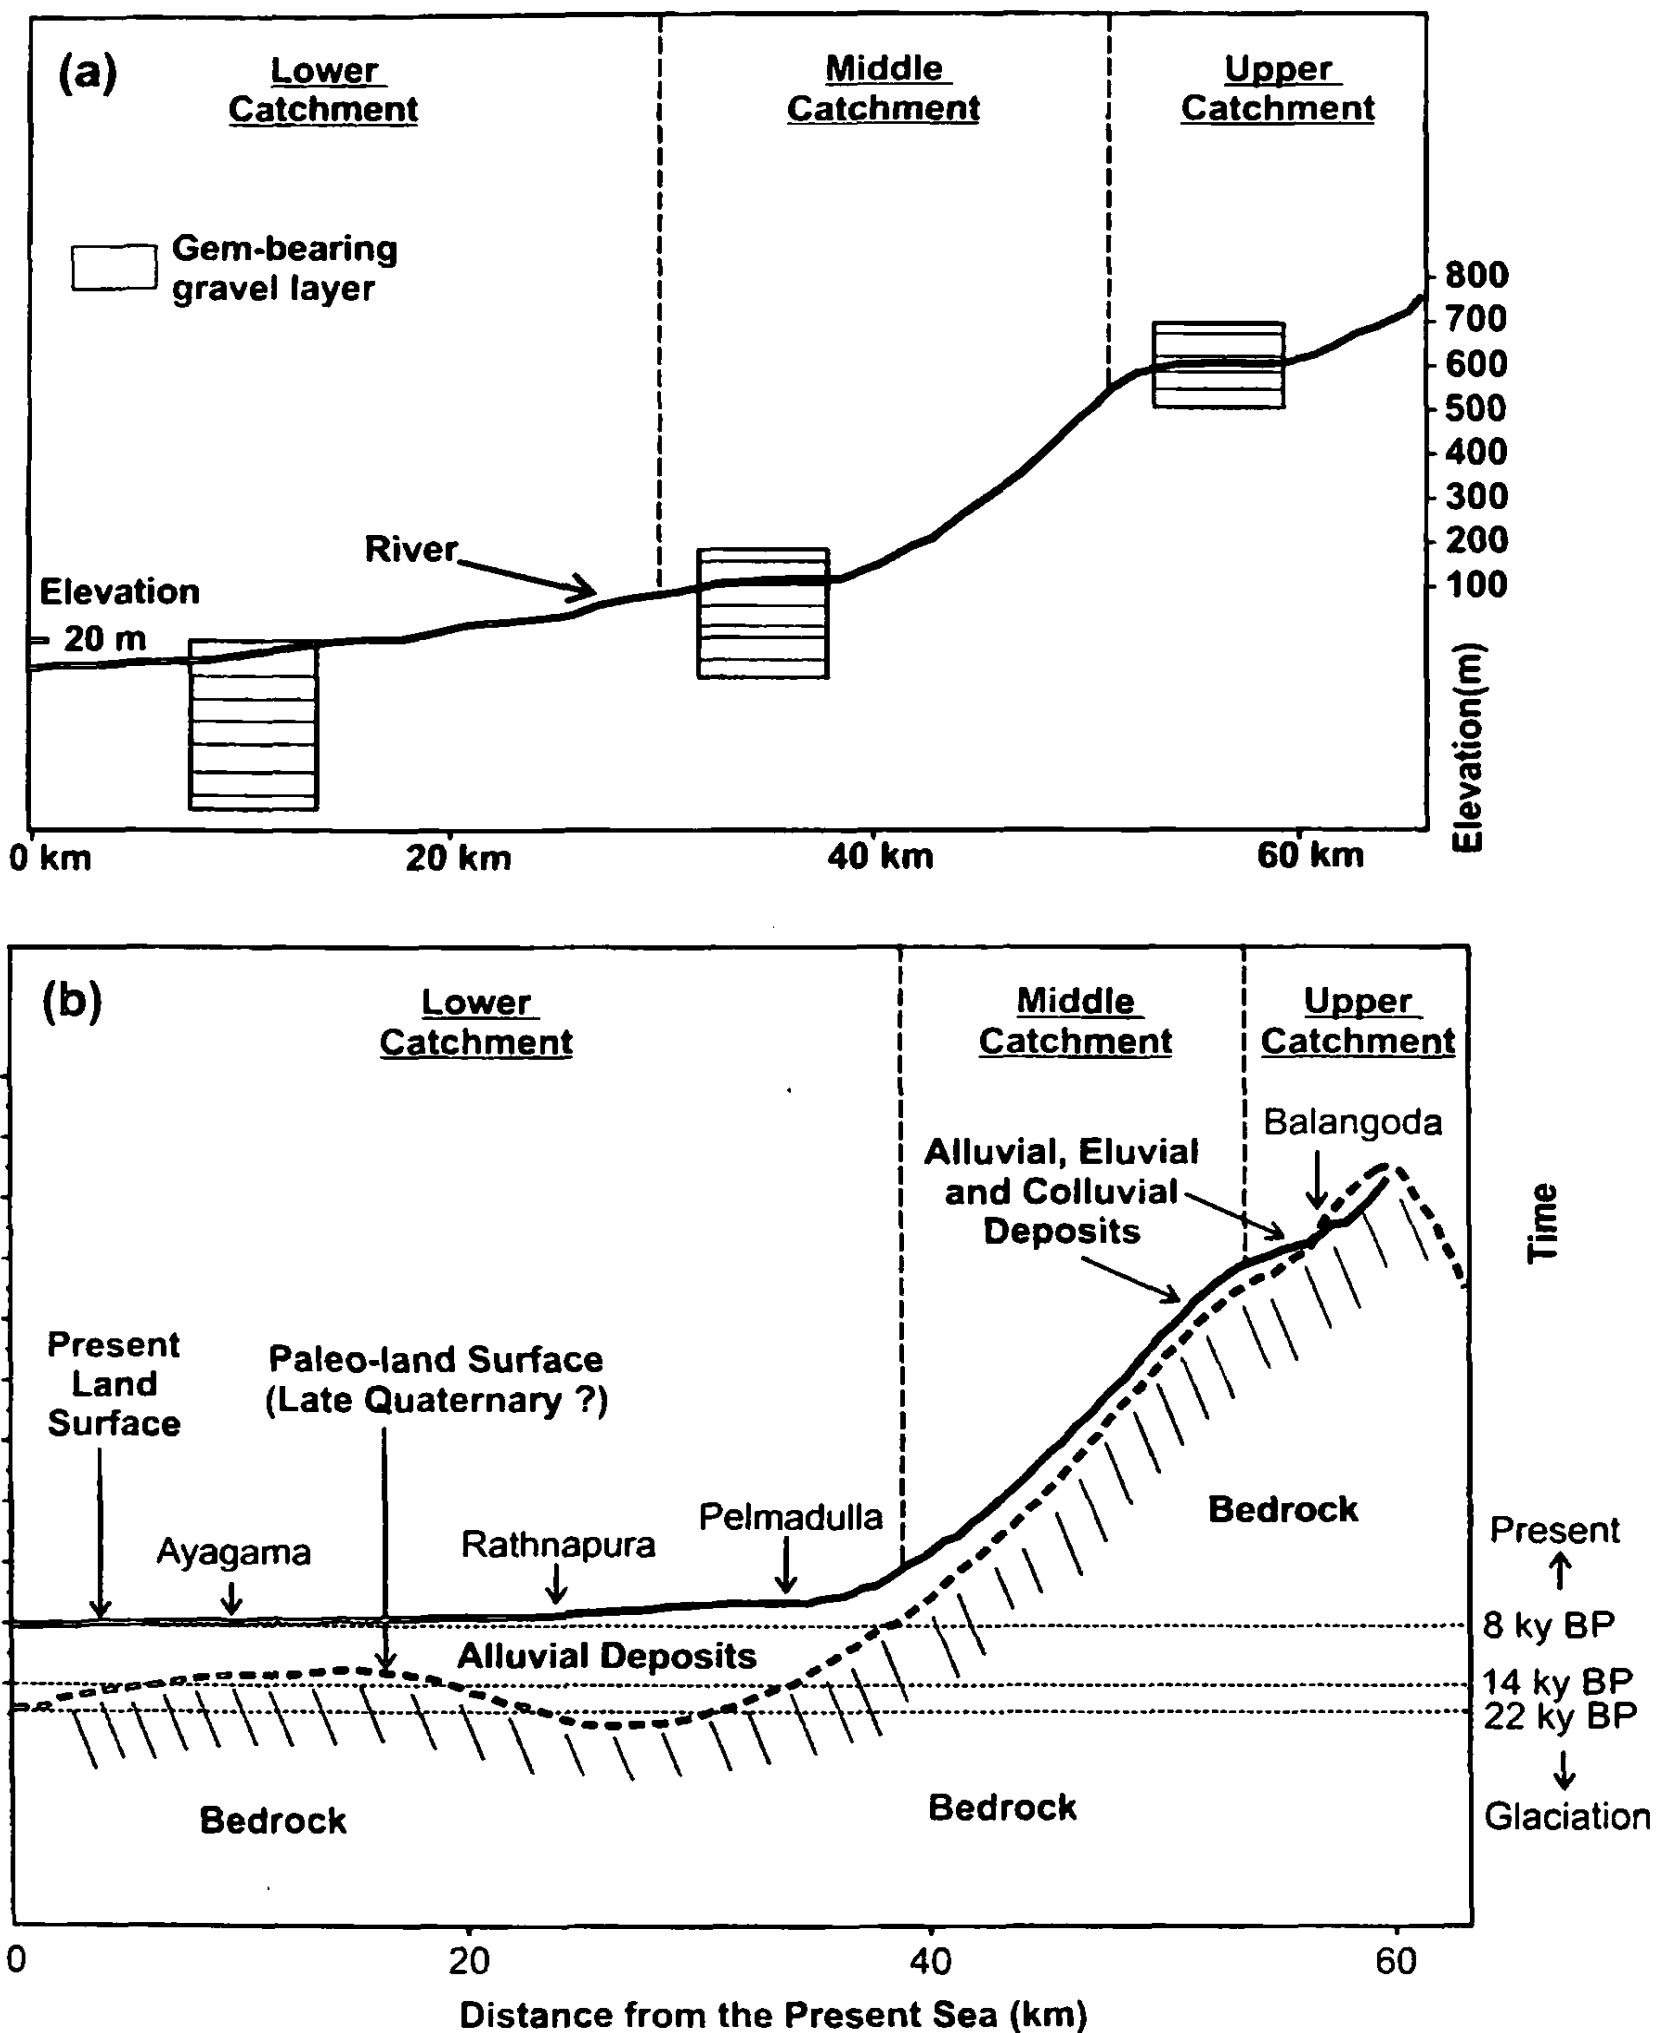 (a)
Lower
Catchment
Middle
Catchment
Upper
Catchment
Gem-bearing
gravel layer
800
700
600
500
400
300
200
100
River
Elevation
20 m
Elevation(m)
0 km
20 km
40 km
60 km
(b)
Lower
Catchment
Middle
Catchment
Upper
Catchment
Balangoda
Alluvial, Eluvial
and Colluvial
Deposits
Time
Present
Land
Surface
Paleo-land Surface
(Late Quaternary ?)
Pelmadulla
Rathnapura
Ayagama
Bedrock
Present
8 ky BP
Alluvial Deposits
14 ky BP
22 ky BP
Bedrock
Bedrock
Glaciation
0
20
40
60
Distance from the Present Sea (km)